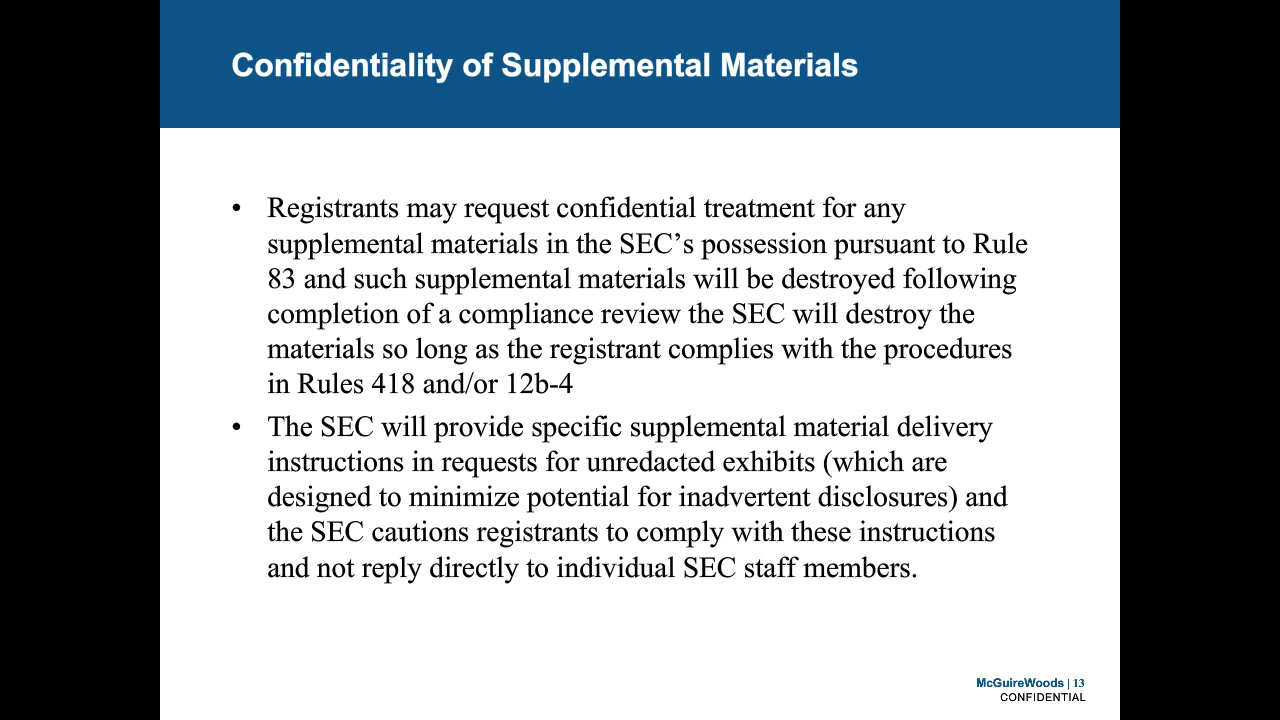 Confidentiality of Supplemental Materials
• Registrants may request confidential treatment for any
supplemental materials in the SEC’s possession pursuant to Rule
83 and such supplemental materials will be destroyed following
completion of a compliance review the SEC will destroy the
materials so long as the registrant complies with the procedures
in Rules 418 and/or 12b-4
• The SEC will provide specific supplemental material delivery
instructions in requests for unredacted exhibits (which are
designed to minimize potential for inadvertent disclosures) and
the SEC cautions registrants to comply with these instructions
and not reply directly to individual SEC staff members.
McGuireWoods | 13
CONFIDENTIAL